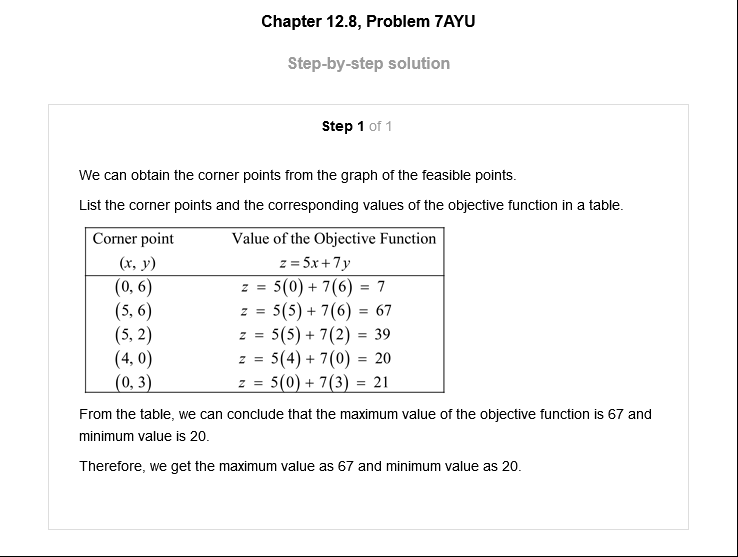 Chapter 12.8, Problem 7AYU
Step-by-step solution
Step 1 of 1
We can obtain the corner points from the graph of the feasible points.
List the corner points and the corresponding values of the objective function in a table.
Corner point Value of the Objective Function
(x, y) z = 5x + 7y
(0, 6) z = 5(0) + 7(6) = 7
(5, 6) z = 5(5) + 7(6) = 67
(5, 2) z = 5(5) + 7(2) = 39
(4, 0) z = 5(4) + 7(0) = 20
(0, 3) z = 5(0) + 7(3) = 21
From the table, we can conclude that the maximum value of the objective function is 67 and
minimum value is 20.
Therefore, we get the maximum value as 67 and minimum value as 20.